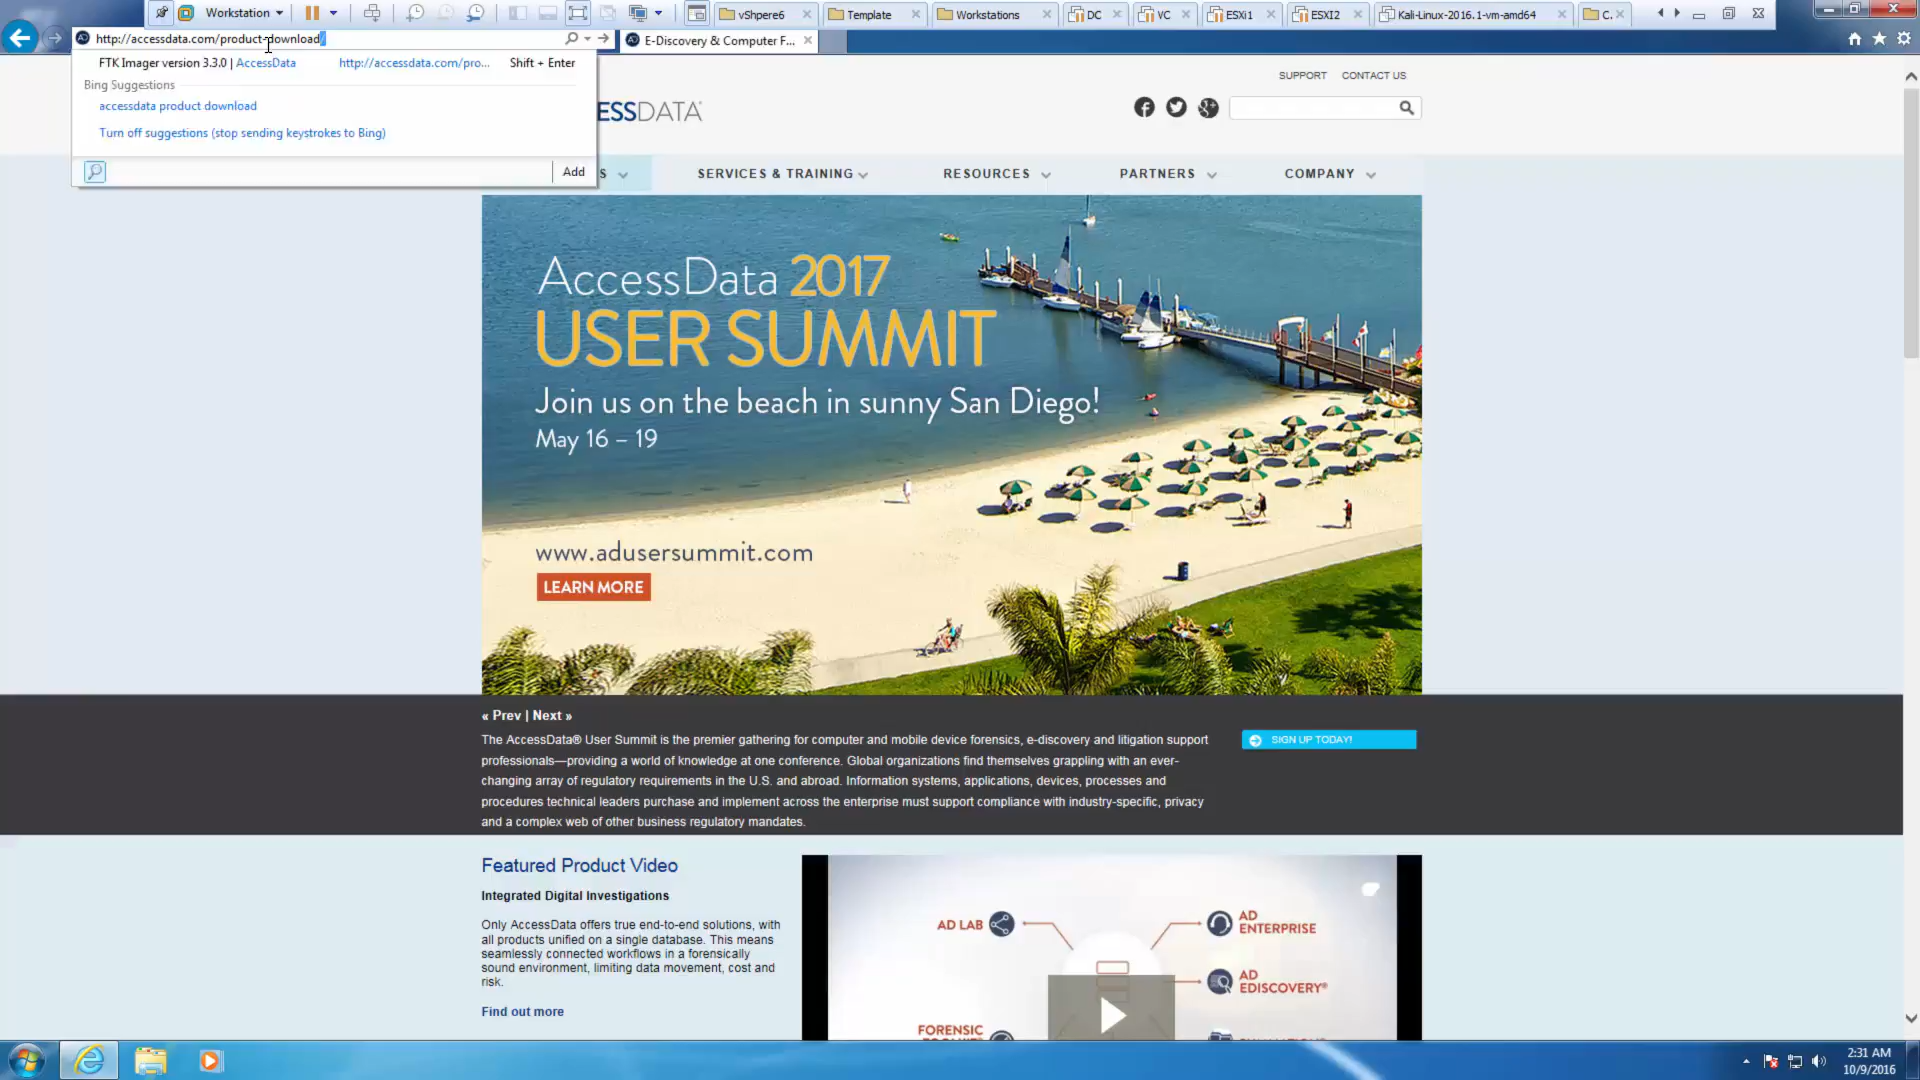 Workstation
vShpere6
Template
Workstations
DC
VC
ESXi1
ESXI2
Kali-Linux-2016.1-vm-amd64
C.
http://accessdata.com/product-download/
E-Discovery & Computer F...
FTK Imager version 3.3.0 | AccessData http://accessdata.com/pro... Shift + Enter
Bing Suggestions
accessdata product download
Turn off suggestions (stop sending keystrokes to Bing)
Add
SUPPORT CONTACT US
ESSDATA
S
SERVICES & TRAINING
RESOURCES
PARTNERS
COMPANY
AccessData 2017
USER SUMMIT
Join us on the beach in sunny San Diego!
May 16 – 19
www.adusersummit.com
LEARN MORE
« Prev | Next »
The AccessData® User Summit is the premier gathering for computer and mobile device forensics, e-discovery and litigation support
professionals—providing a world of knowledge at one conference. Global organizations find themselves grappling with an ever-
changing array of regulatory requirements in the U.S. and abroad. Information systems, applications, devices, processes and
procedures technical leaders purchase and implement across the enterprise must support compliance with industry-specific, privacy
and a complex web of other business regulatory mandates.
SIGN UP TODAY!
Featured Product Video
Integrated Digital Investigations
Only AccessData offers true end-to-end solutions, with
all products unified on a single database. This means
seamlessly connected workflows in a forensically
sound environment, limiting data movement, cost and
risk.
Find out more
AD LAB
AD
ENTERPRISE
AD
EDISCOVERY®
FORENSIC
2:31 AM
10/9/2016